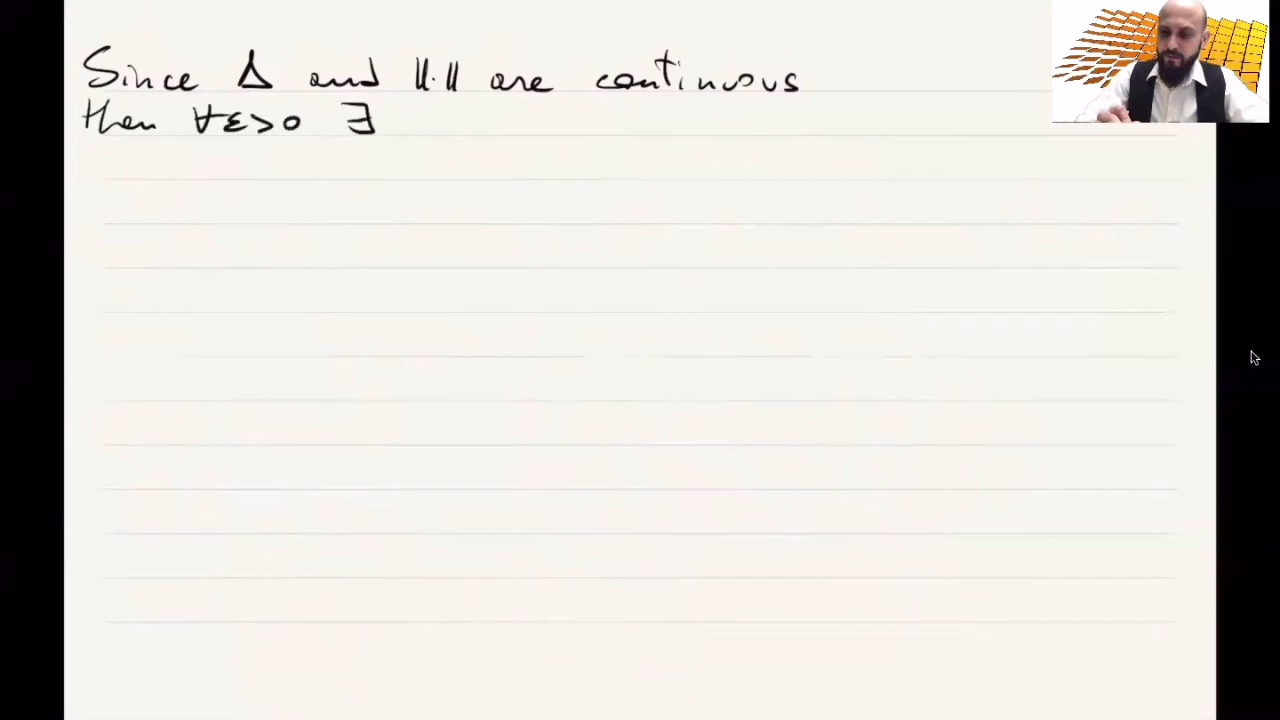 Since Δ and ||·|| are continuous
then ∀ε>0 ∃